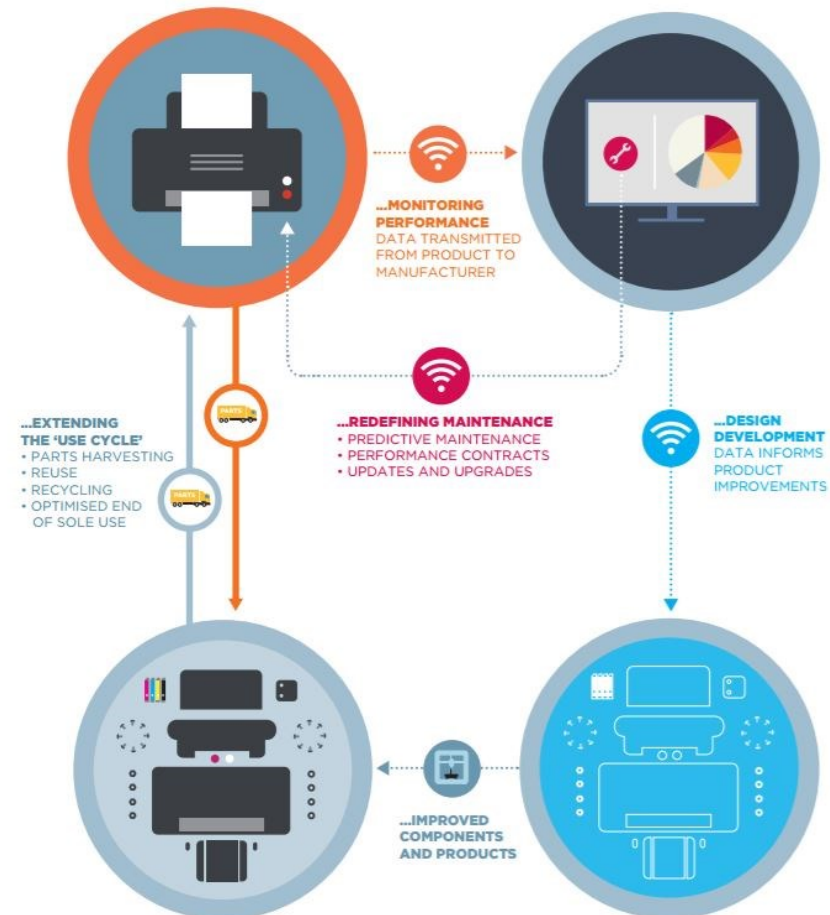 ...MONITORING
PERFORMANCE
DATA TRANSMITTED
FROM PRODUCT TO
MANUFACTURER
...EXTENDING
THE ‘USE CYCLE’
• PARTS HARVESTING
• REUSE
• RECYCLING
• OPTIMISED END
OF SOLE USE
PARTS
PARTS
...REDEFINING MAINTENANCE
• PREDICTIVE MAINTENANCE
• PERFORMANCE CONTRACTS
• UPDATES AND UPGRADES
...DESIGN
DEVELOPMENT
DATA INFORMS
PRODUCT
IMPROVEMENTS
...IMPROVED
COMPONENTS
AND PRODUCTS